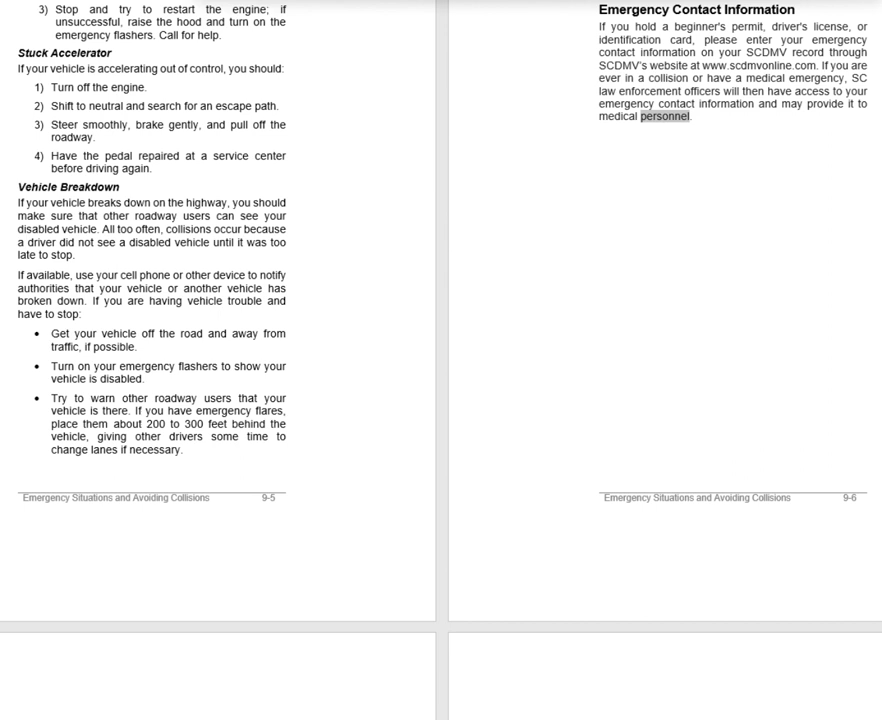 3) Stop and try to restart the engine; if
unsuccessful, raise the hood and turn on the
emergency flashers. Call for help.
Stuck Accelerator
If your vehicle is accelerating out of control, you should:
1) Turn off the engine.
2) Shift to neutral and search for an escape path.
3) Steer smoothly, brake gently, and pull off the
roadway.
4) Have the pedal repaired at a service center
before driving again.
Vehicle Breakdown
If your vehicle breaks down on the highway, you should
make sure that other roadway users can see your
disabled vehicle. All too often, collisions occur because
a driver did not see a disabled vehicle until it was too
late to stop.
If available, use your cell phone or other device to notify
authorities that your vehicle or another vehicle has
broken down. If you are having vehicle trouble and
have to stop:
• Get your vehicle off the road and away from
traffic, if possible.
• Turn on your emergency flashers to show your
vehicle is disabled.
• Try to warn other roadway users that your
vehicle is there. If you have emergency flares,
place them about 200 to 300 feet behind the
vehicle, giving other drivers some time to
change lanes if necessary.
Emergency Situations and Avoiding Collisions 9-5
Emergency Contact Information
If you hold a beginner's permit, driver's license, or
identification card, please enter your emergency
contact information on your SCDMV record through
SCDMV's website at www.scdmvonline.com. If you are
ever in a collision or have a medical emergency, SC
law enforcement officers will then have access to your
emergency contact information and may provide it to
medical personnel.
Emergency Situations and Avoiding Collisions 9-6